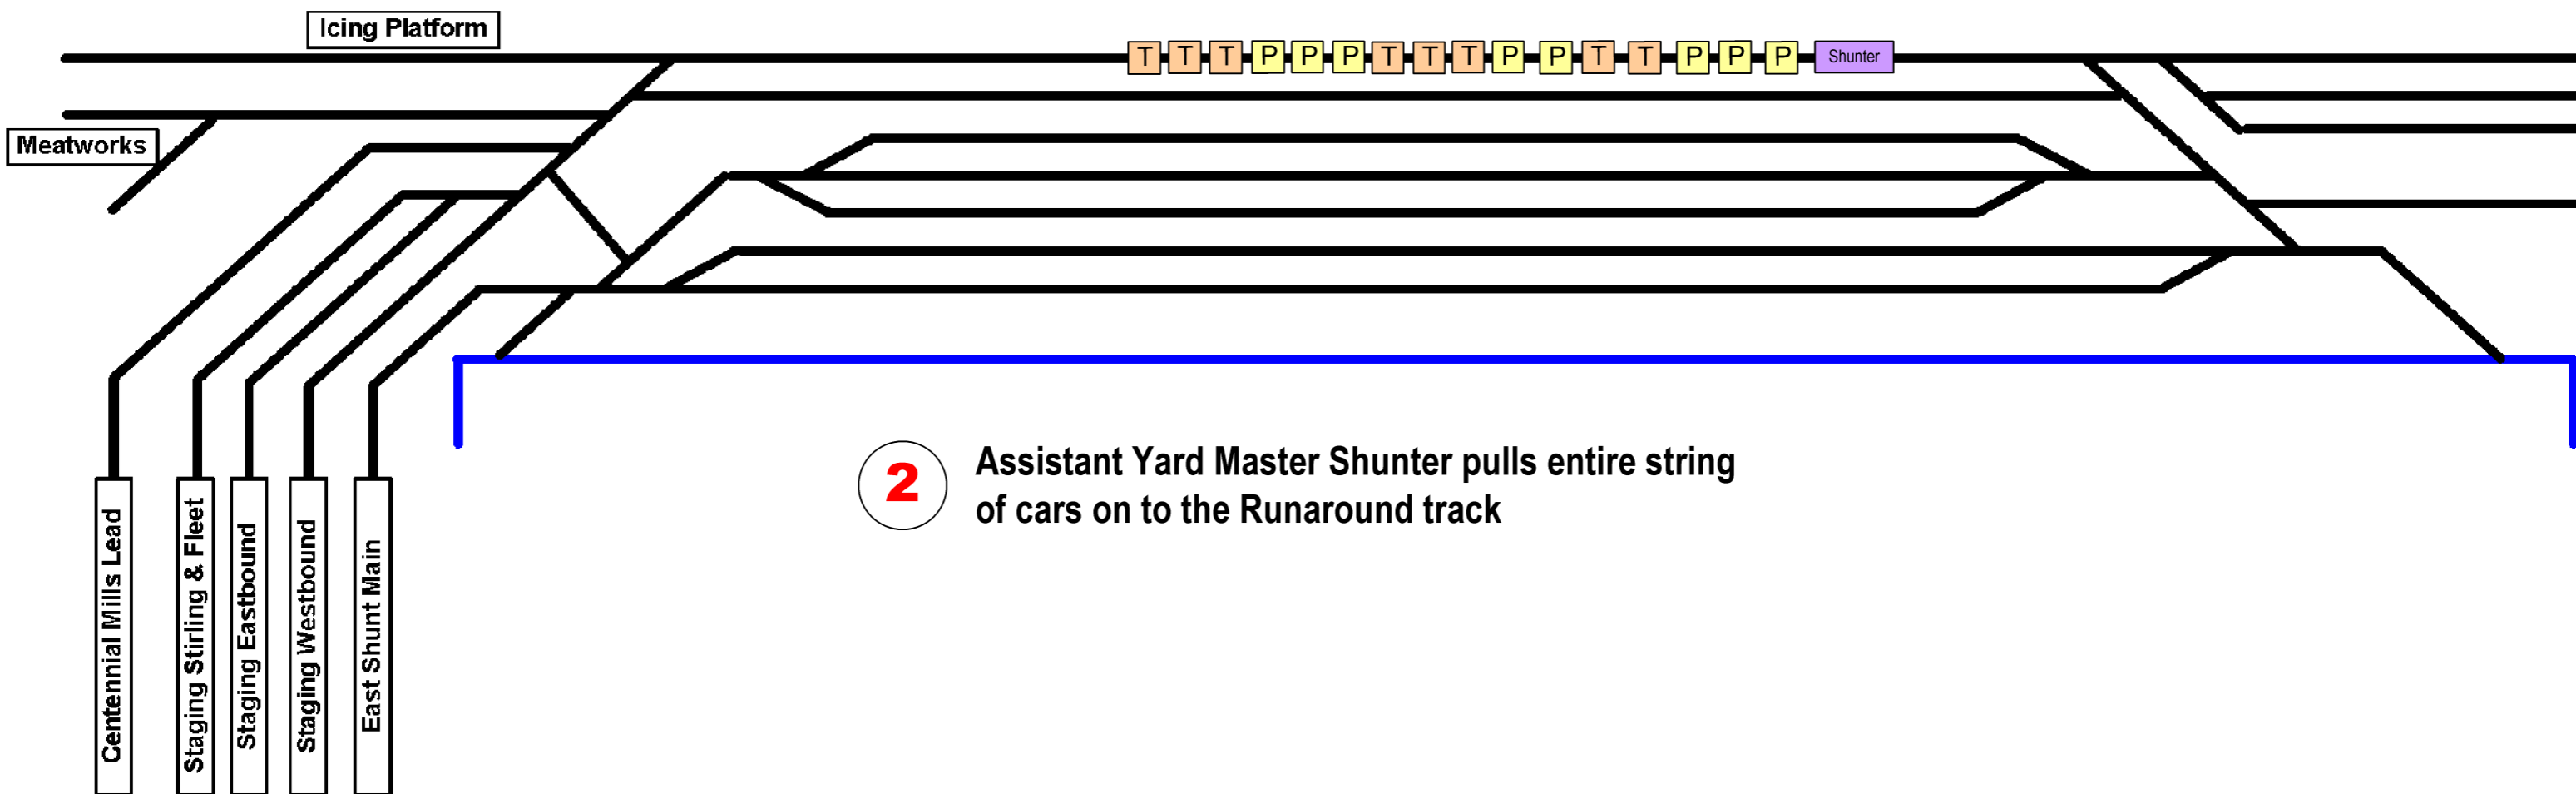 Icing Platform
T T T P P P T T T P P T T P P P Shunter
Meatworks
Centennial Mills Lead
Staging Stirling & Fleet
Staging Eastbound
Staging Westbound
East Shunt Main
2
Assistant Yard Master Shunter pulls entire string
of cars on to the Runaround track